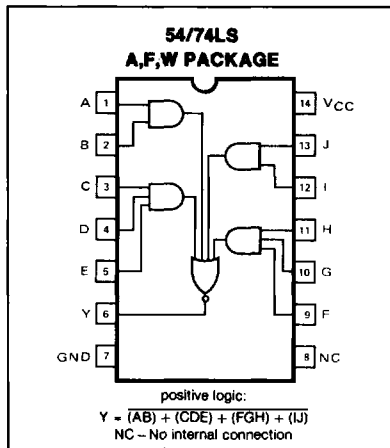 54/74LS
A,F,W PACKAGE
A 1
14 VCC
B 2
13 J
C 3
12 I
D 4
11 H
E 5
10 G
Y 6
9 F
GND 7
8 NC
positive logic:
Y = (AB) + (CDE) + (FGH) + (IJ)
NC – No internal connection